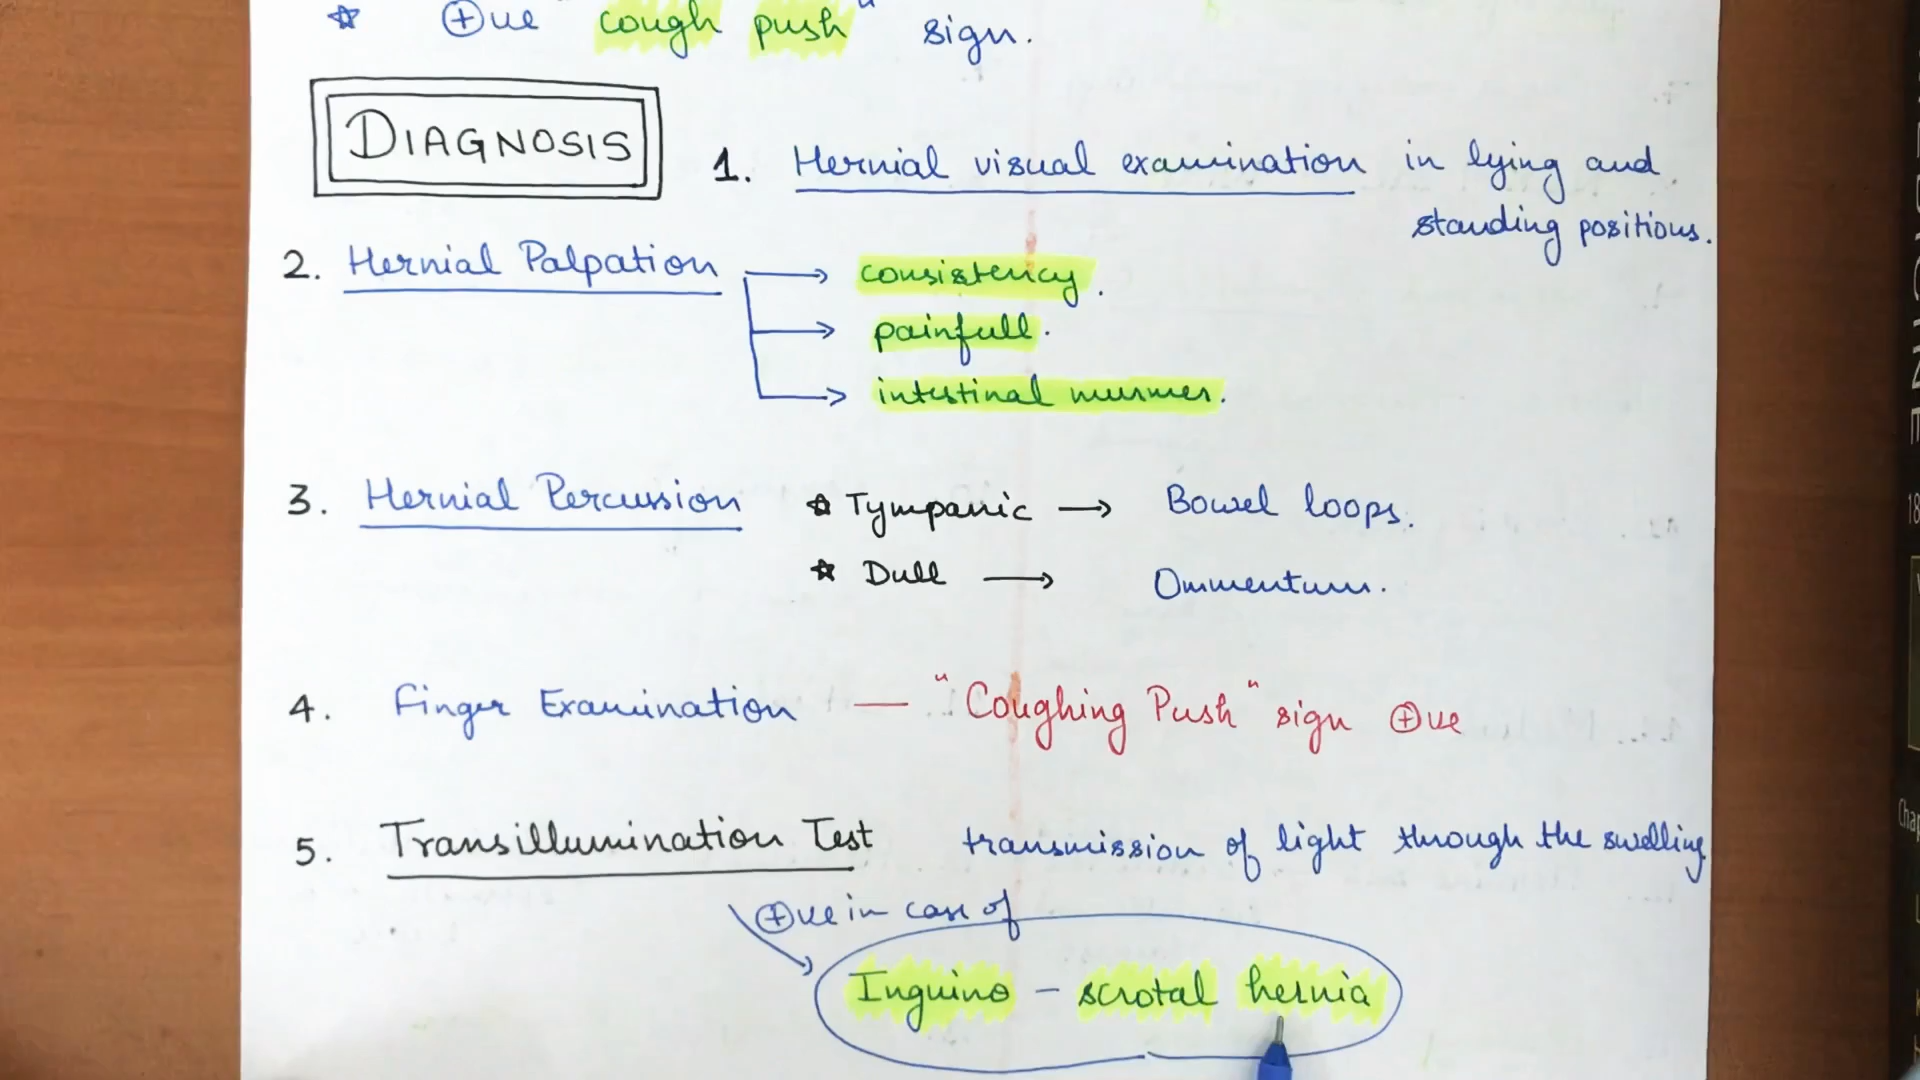 ☆ ⊕ve "cough push" sign.
DIAGNOSIS
1. Hernial visual examination in lying and
standing positions.
2. Hernial Palpation → consistency.
→ painfull.
→ intestinal murmer.
3. Hernial Percussion ☆ Tympanic → Bowel loops.
☆ Dull → Ommentum.
4. Finger Examination — "Coughing Push" sign ⊕ve
5. Transillumination Test transmission of light through the swelling
⊕ve in case of
Inguino - scrotal hernia